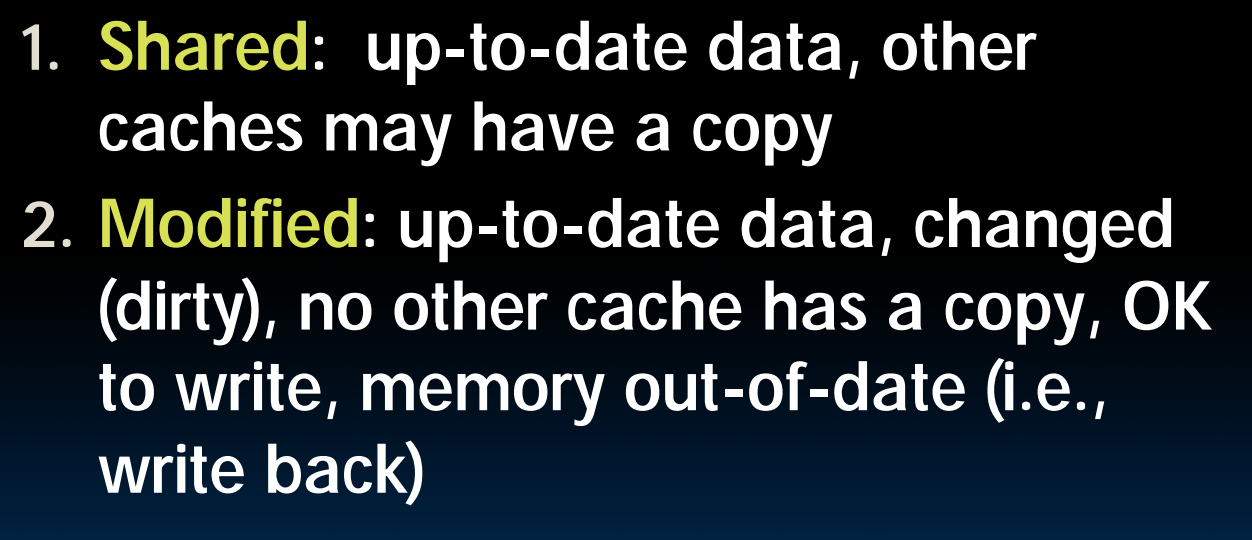 1. Shared: up-to-date data, other
caches may have a copy
2. Modified: up-to-date data, changed
(dirty), no other cache has a copy, OK
to write, memory out-of-date (i.e.,
write back)